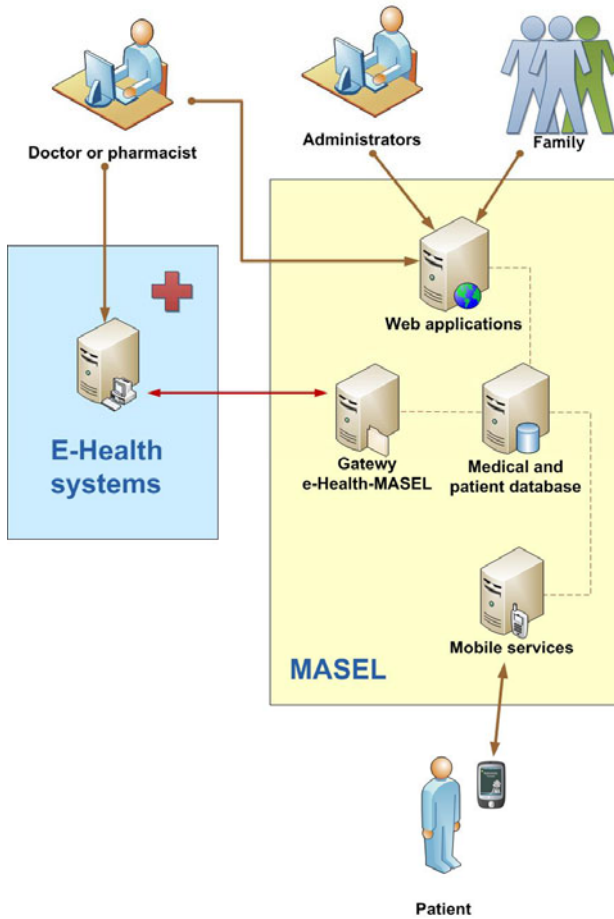 Doctor or pharmacist
Administrators
Family
Web applications
E-Health
systems
Gatewy
e-Health-MASEL
Medical and
patient database
Mobile services
MASEL
Patient